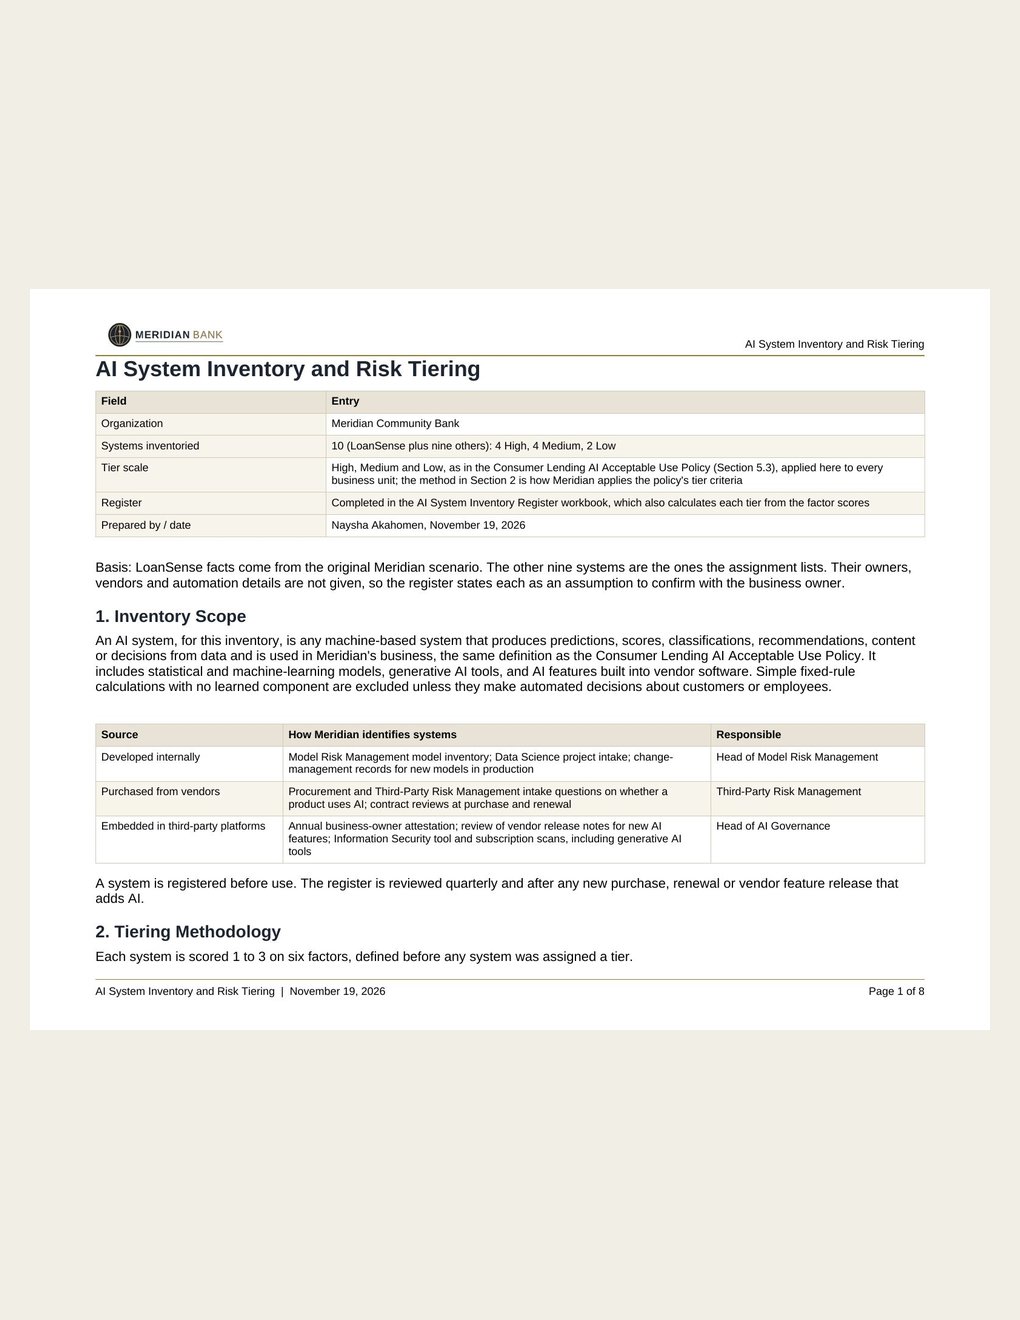 MERIDIAN BANK
AI System Inventory and Risk Tiering
AI System Inventory and Risk Tiering
Field Entry
Organization Meridian Community Bank
Systems inventoried 10 (LoanSense plus nine others): 4 High, 4 Medium, 2 Low
Tier scale High, Medium and Low, as in the Consumer Lending AI Acceptable Use Policy (Section 5.3), applied here to every
business unit; the method in Section 2 is how Meridian applies the policy's tier criteria
Register Completed in the AI System Inventory Register workbook, which also calculates each tier from the factor scores
Prepared by / date Naysha Akahomen, November 19, 2026
Basis: LoanSense facts come from the original Meridian scenario. The other nine systems are the ones the assignment lists. Their owners,
vendors and automation details are not given, so the register states each as an assumption to confirm with the business owner.
1. Inventory Scope
An AI system, for this inventory, is any machine-based system that produces predictions, scores, classifications, recommendations, content
or decisions from data and is used in Meridian's business, the same definition as the Consumer Lending AI Acceptable Use Policy. It
includes statistical and machine-learning models, generative AI tools, and AI features built into vendor software. Simple fixed-rule
calculations with no learned component are excluded unless they make automated decisions about customers or employees.
Source How Meridian identifies systems Responsible
Developed internally Model Risk Management model inventory; Data Science project intake; change- Head of Model Risk Management
management records for new models in production
Purchased from vendors Procurement and Third-Party Risk Management intake questions on whether a Third-Party Risk Management
product uses AI; contract reviews at purchase and renewal
Embedded in third-party platforms Annual business-owner attestation; review of vendor release notes for new AI Head of AI Governance
features; Information Security tool and subscription scans, including generative AI
tools
A system is registered before use. The register is reviewed quarterly and after any new purchase, renewal or vendor feature release that
adds AI.
2. Tiering Methodology
Each system is scored 1 to 3 on six factors, defined before any system was assigned a tier.
AI System Inventory and Risk Tiering | November 19, 2026 Page 1 of 8